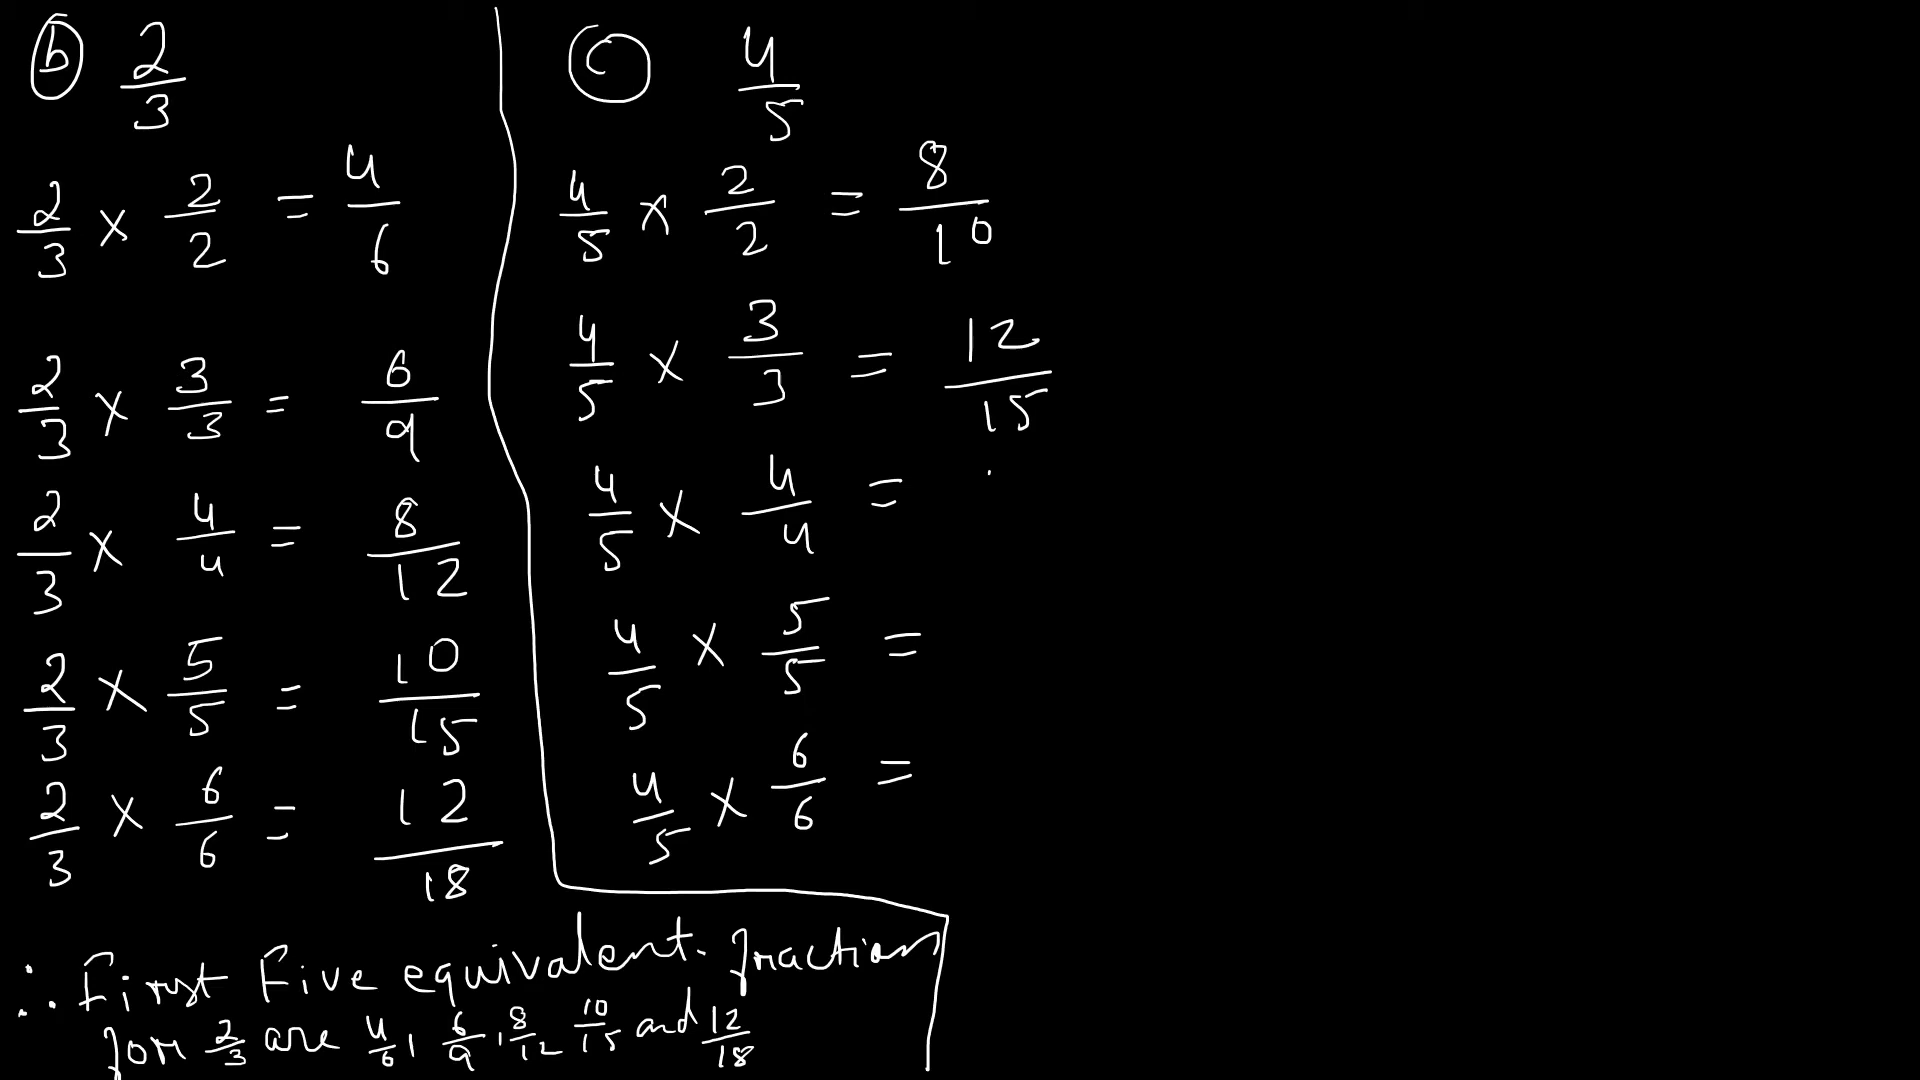 b 2/3
2/3 × 2/2 = 4/6
2/3 × 3/3 = 6/9
2/3 × 4/4 = 8/12
2/3 × 5/5 = 10/15
2/3 × 6/6 = 12/18
∴ First Five equivalent fraction
for 2/3 are 4/6, 6/9, 8/12 10/15 and 12/18
c 4/5
4/5 × 2/2 = 8/10
4/5 × 3/3 = 12/15
4/5 × 4/4 =
4/5 × 5/5 =
4/5 × 6/6 =